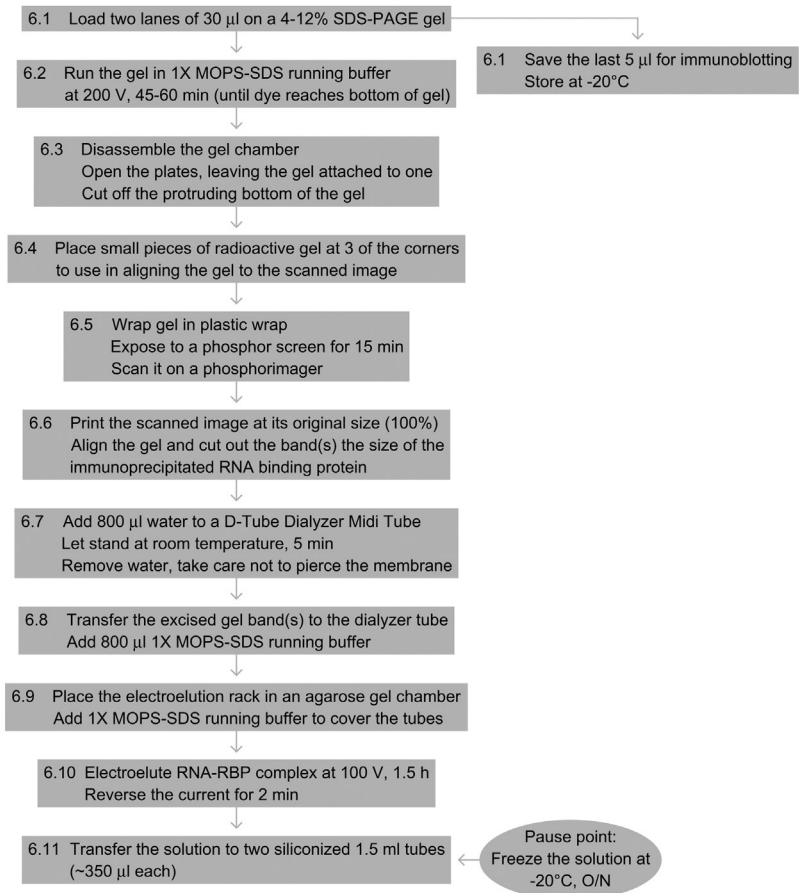 6.1 Load two lanes of 30 μl on a 4-12% SDS-PAGE gel
6.1 Save the last 5 μl for immunoblotting
Store at -20°C
6.2 Run the gel in 1X MOPS-SDS running buffer
at 200 V, 45-60 min (until dye reaches bottom of gel)
6.3 Disassemble the gel chamber
Open the plates, leaving the gel attached to one
Cut off the protruding bottom of the gel
6.4 Place small pieces of radioactive gel at 3 of the corners
to use in aligning the gel to the scanned image
6.5 Wrap gel in plastic wrap
Expose to a phosphor screen for 15 min
Scan it on a phosphorimager
6.6 Print the scanned image at its original size (100%)
Align the gel and cut out the band(s) the size of the
immunoprecipitated RNA binding protein
6.7 Add 800 μl water to a D-Tube Dialyzer Midi Tube
Let stand at room temperature, 5 min
Remove water, take care not to pierce the membrane
6.8 Transfer the excised gel band(s) to the dialyzer tube
Add 800 μl 1X MOPS-SDS running buffer
6.9 Place the electroelution rack in an agarose gel chamber
Add 1X MOPS-SDS running buffer to cover the tubes
6.10 Electroelute RNA-RBP complex at 100 V, 1.5 h
Reverse the current for 2 min
6.11 Transfer the solution to two siliconized 1.5 ml tubes
(~350 μl each)
Pause point:
Freeze the solution at
-20°C, O/N